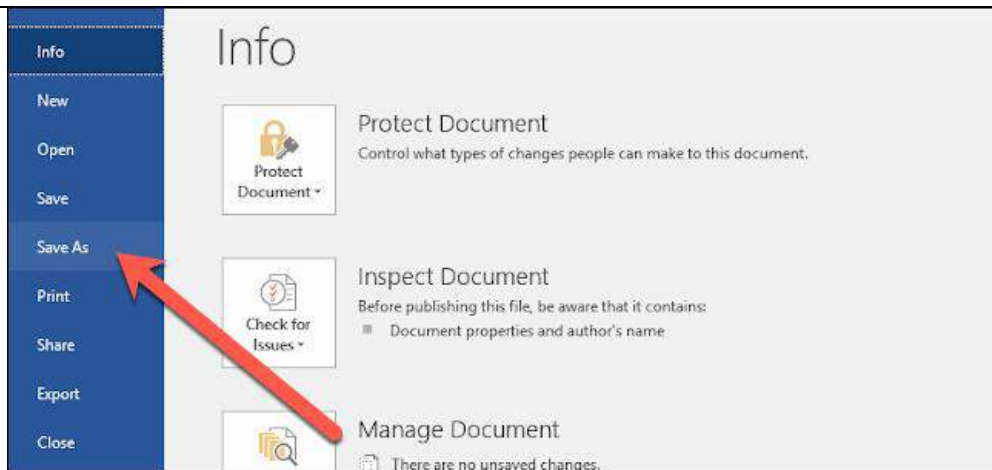 Info
New
Open
Save
Save As
Print
Share
Export
Close
Info
Protect
Document
Protect Document
Control what types of changes people can make to this document.
Check for
Issues
Inspect Document
Before publishing this file, be aware that it contains:
Document properties and author's name
Manage Document
There are no unsaved changes.